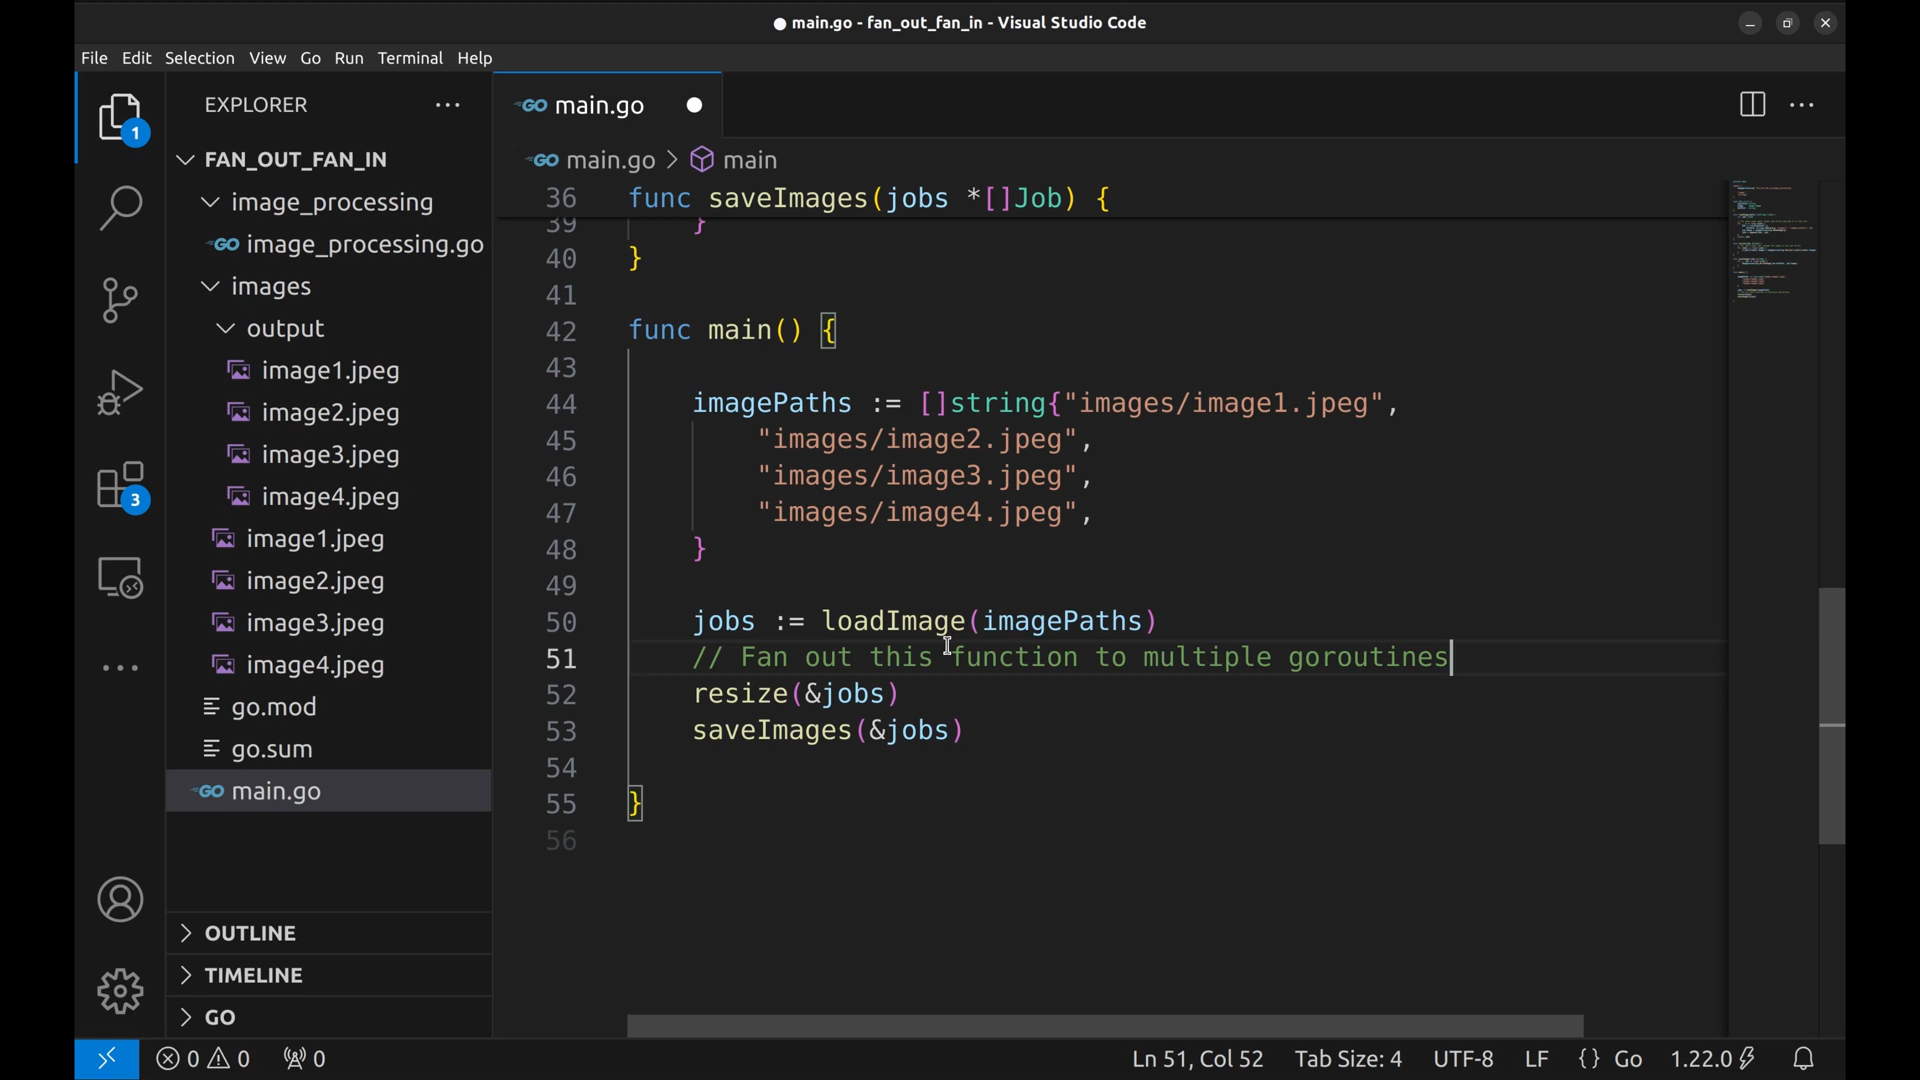 main.go - fan_out_fan_in - Visual Studio Code
File Edit Selection View Go Run Terminal Help
EXPLORER
1
FAN_OUT_FAN_IN
image_processing
GO image_processing.go
images
output
image1.jpeg
image2.jpeg
image3.jpeg
image4.jpeg
image1.jpeg
image2.jpeg
image3.jpeg
image4.jpeg
go.mod
go.sum
GO main.go
3
OUTLINE
TIMELINE
GO
GO main.go
GO main.go > main
36 func saveImages(jobs *[]Job) {
39 }
40 }
41
42 func main() {
43
44 imagePaths := []string{"images/image1.jpeg",
45 "images/image2.jpeg",
46 "images/image3.jpeg",
47 "images/image4.jpeg",
48 }
49
50 jobs := loadImage(imagePaths)
51 // Fan out this function to multiple goroutines
52 resize(&jobs)
53 saveImages(&jobs)
54
55 }
56
0 0 0 Ln 51, Col 52 Tab Size: 4 UTF-8 LF {} Go 1.22.0